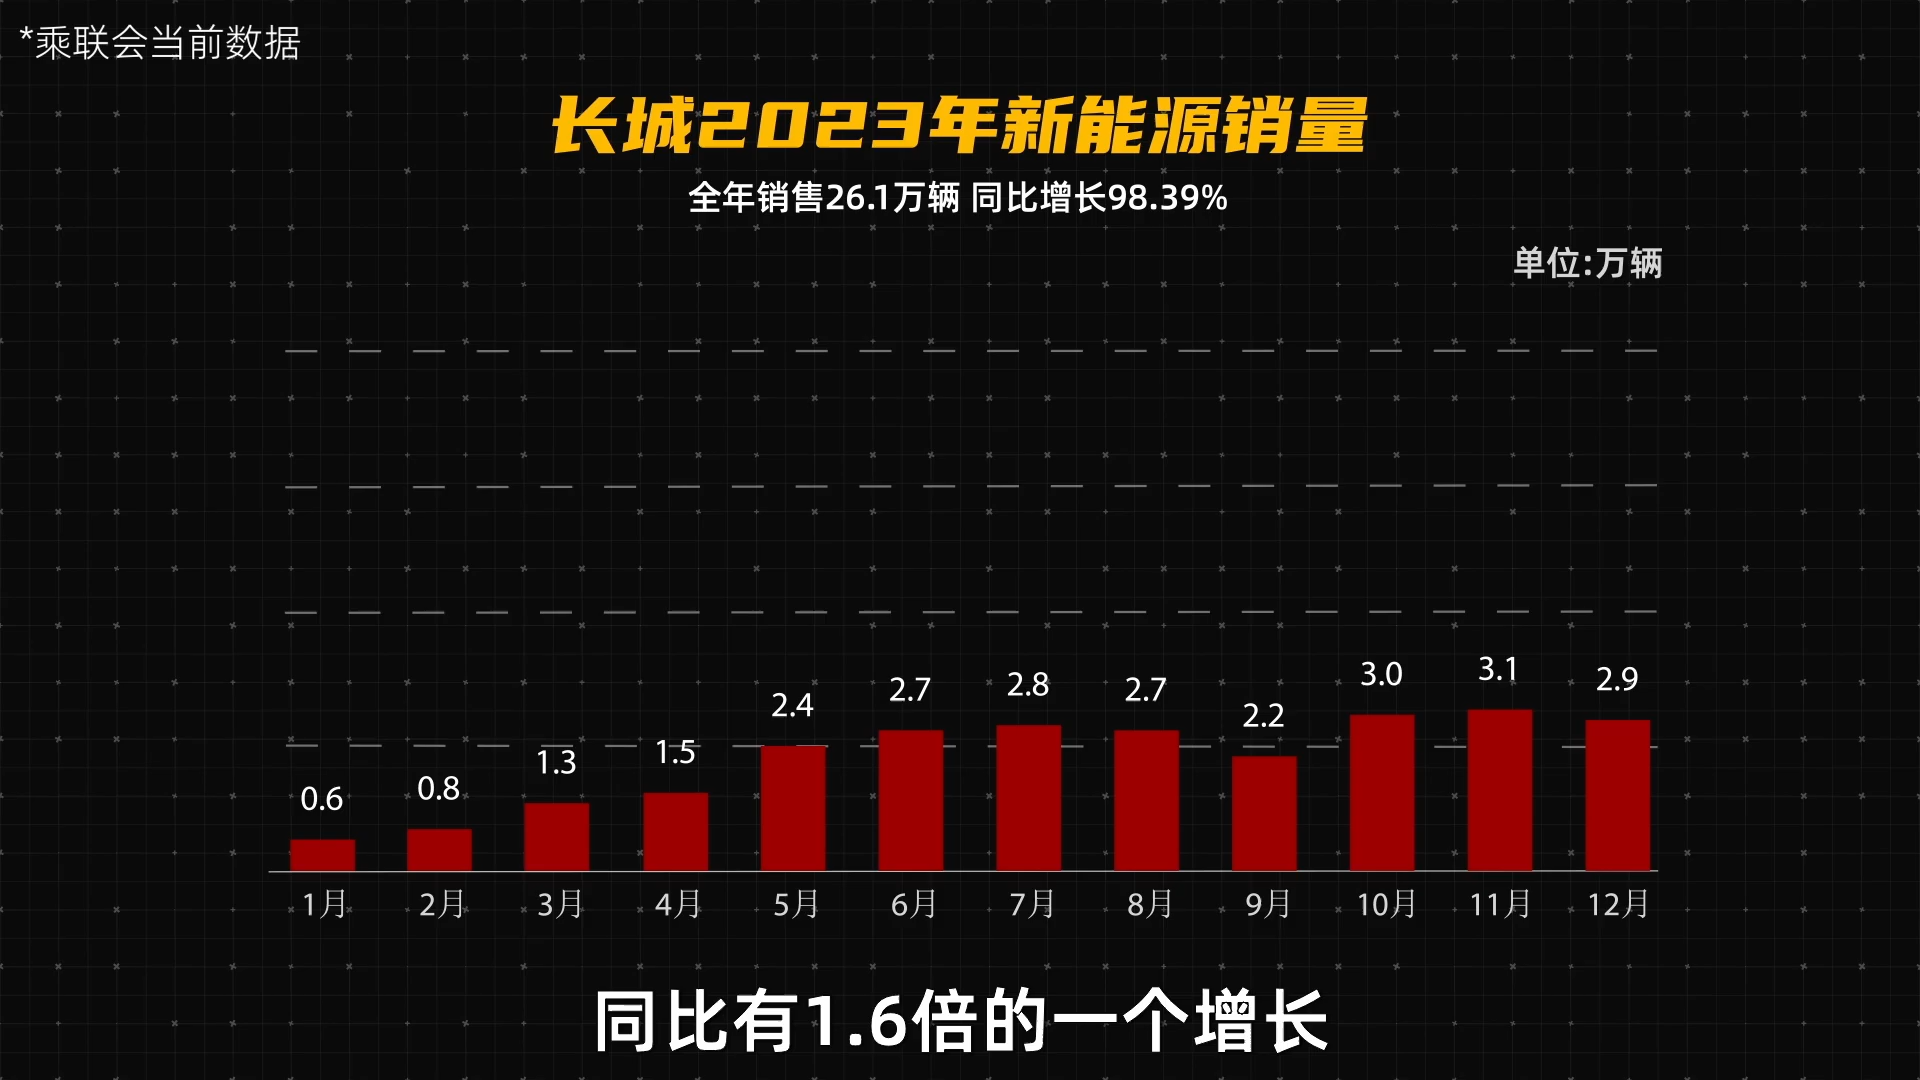 *乘联会当前数据
长城2023年新能源销量
全年销售26.1万辆 同比增长98.39%
单位:万辆
0.6 0.8 1.3 1.5 2.4 2.7 2.8 2.7 2.2 3.0 3.1 2.9
1月 2月 3月 4月 5月 6月 7月 8月 9月 10月 11月 12月
同比有1.6倍的一个增长